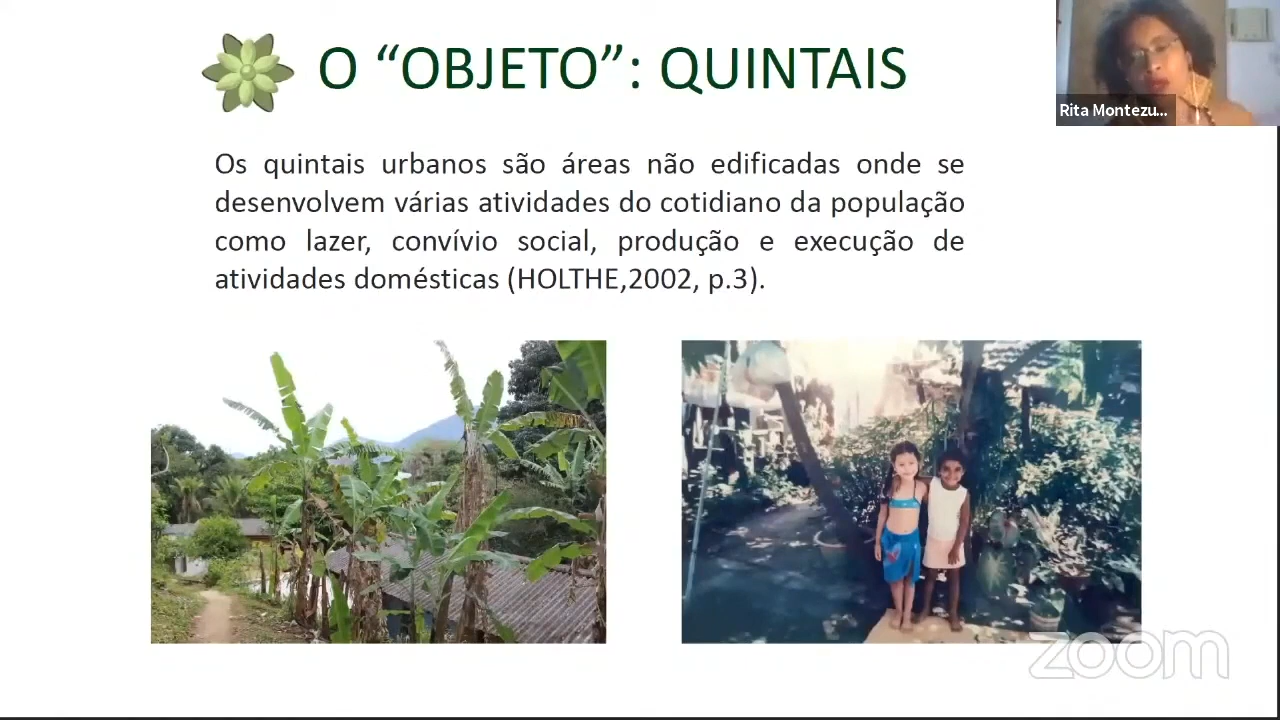 O “OBJETO”: QUINTAIS
Rita Montezu...
Os quintais urbanos são áreas não edificadas onde se
desenvolvem várias atividades do cotidiano da população
como lazer, convívio social, produção e execução de
atividades domésticas (HOLTHE,2002, p.3).
zoom